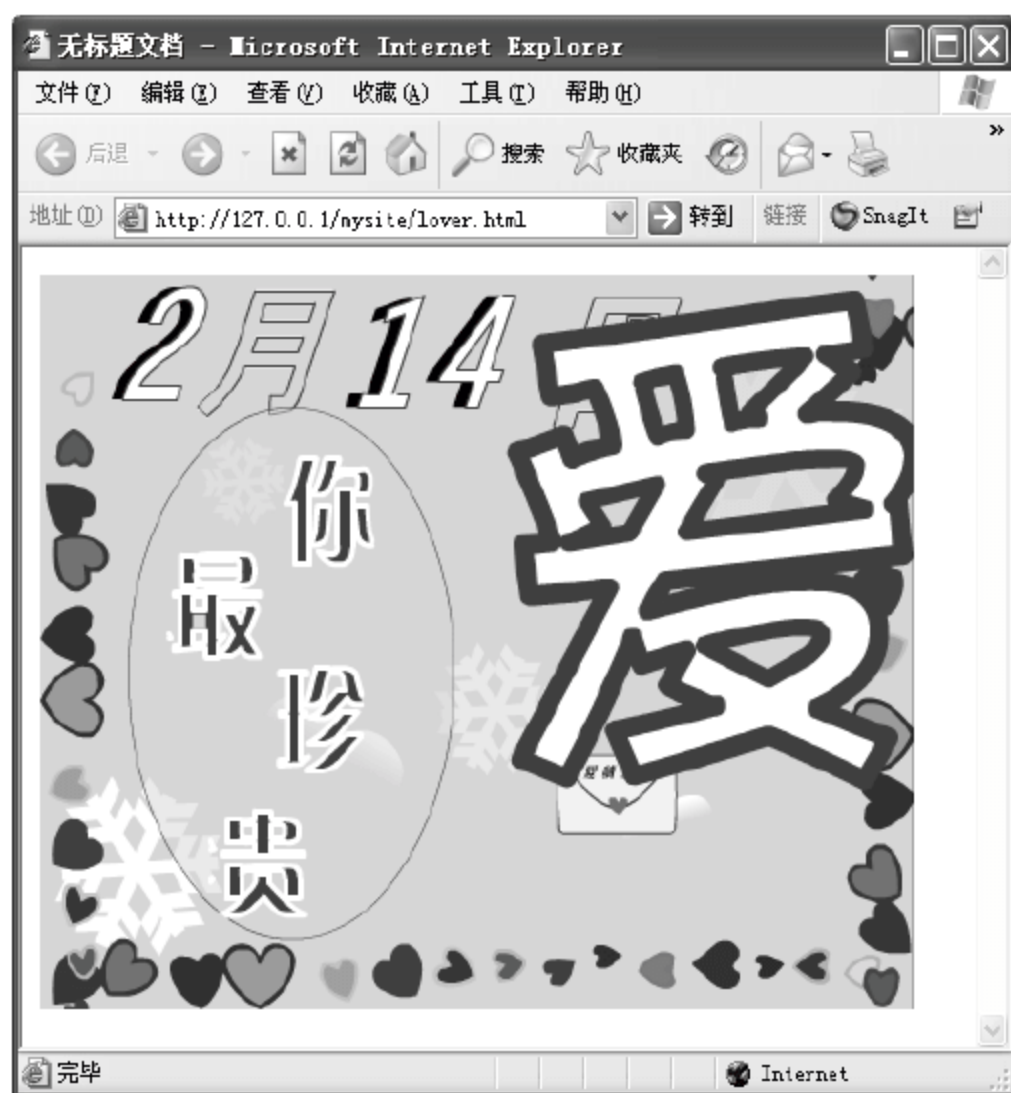 无标题文档 - Microsoft Internet Explorer
文件(F) 编辑(E) 查看(V) 收藏(A) 工具(T) 帮助(H)
后退 搜索 收藏夹 »
地址(D) http://127.0.0.1/mysite/lover.html 转到 链接 SnagIt
2月14
爱
你
最
珍
贵
完毕 Internet